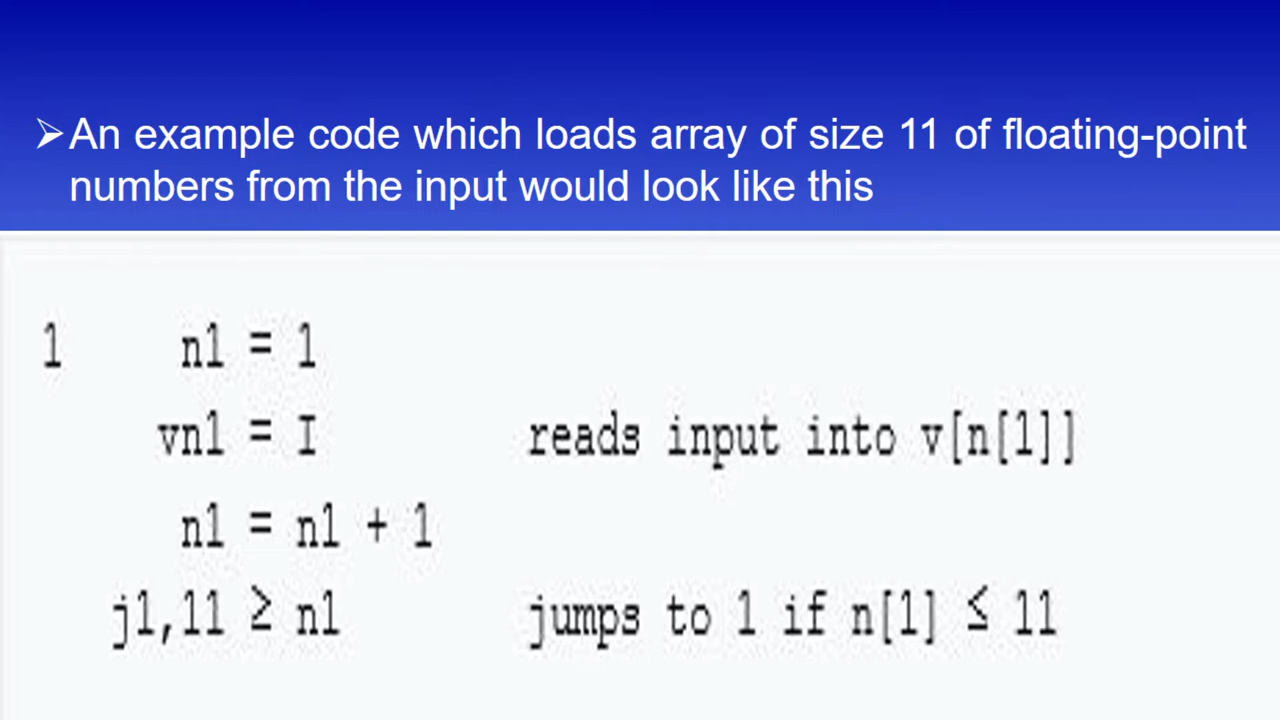 ➢An example code which loads array of size 11 of floating-point
numbers from the input would look like this
1 n1 = 1
vn1 = I reads input into v[n[1]]
n1 = n1 + 1
j1,11 ≥ n1 jumps to 1 if n[1] ≤ 11